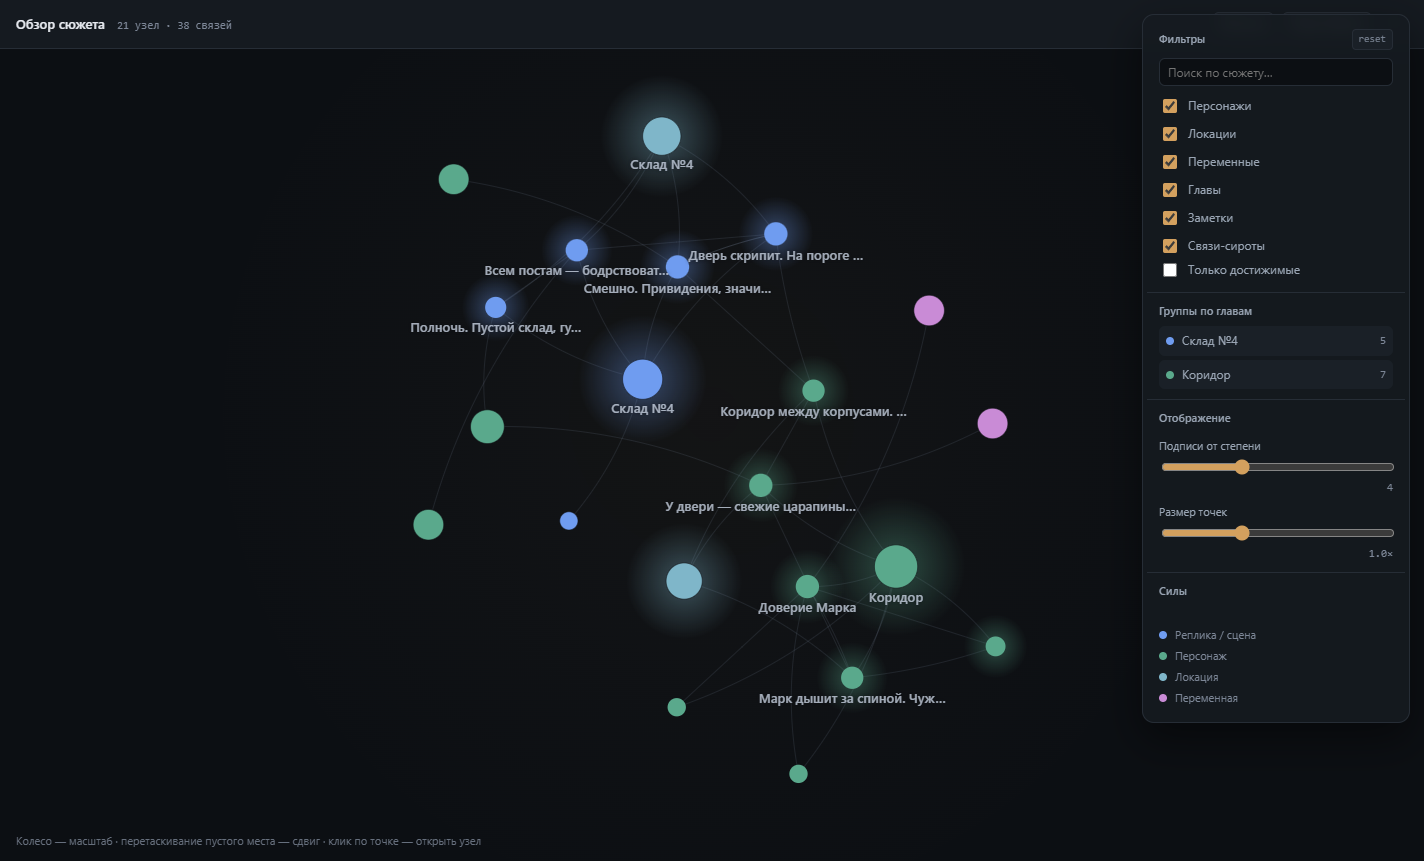 Обзор сюжета 21 узел · 38 связей
Фильтры reset
Поиск по сюжету...
Персонажи
Локации
Переменные
Главы
Заметки
Связи-сироты
Только достижимые
Группы по главам
Склад №4 5
Коридор 7
Отображение
Подписи от степени
4
Размер точек
1.0×
Силы
Реплика / сцена
Персонаж
Локация
Переменная
Склад №4
Дверь скрипит. На пороге ...
Всем постам — бодрствоват...
Смешно. Привидения, значи...
Полночь. Пустой склад, гу...
Склад №4
Коридор между корпусами. ...
У двери — свежие царапины...
Коридор
Доверие Марка
Марк дышит за спиной. Чуж...
Колесо — масштаб · перетаскивание пустого места — сдвиг · клик по точке — открыть узел